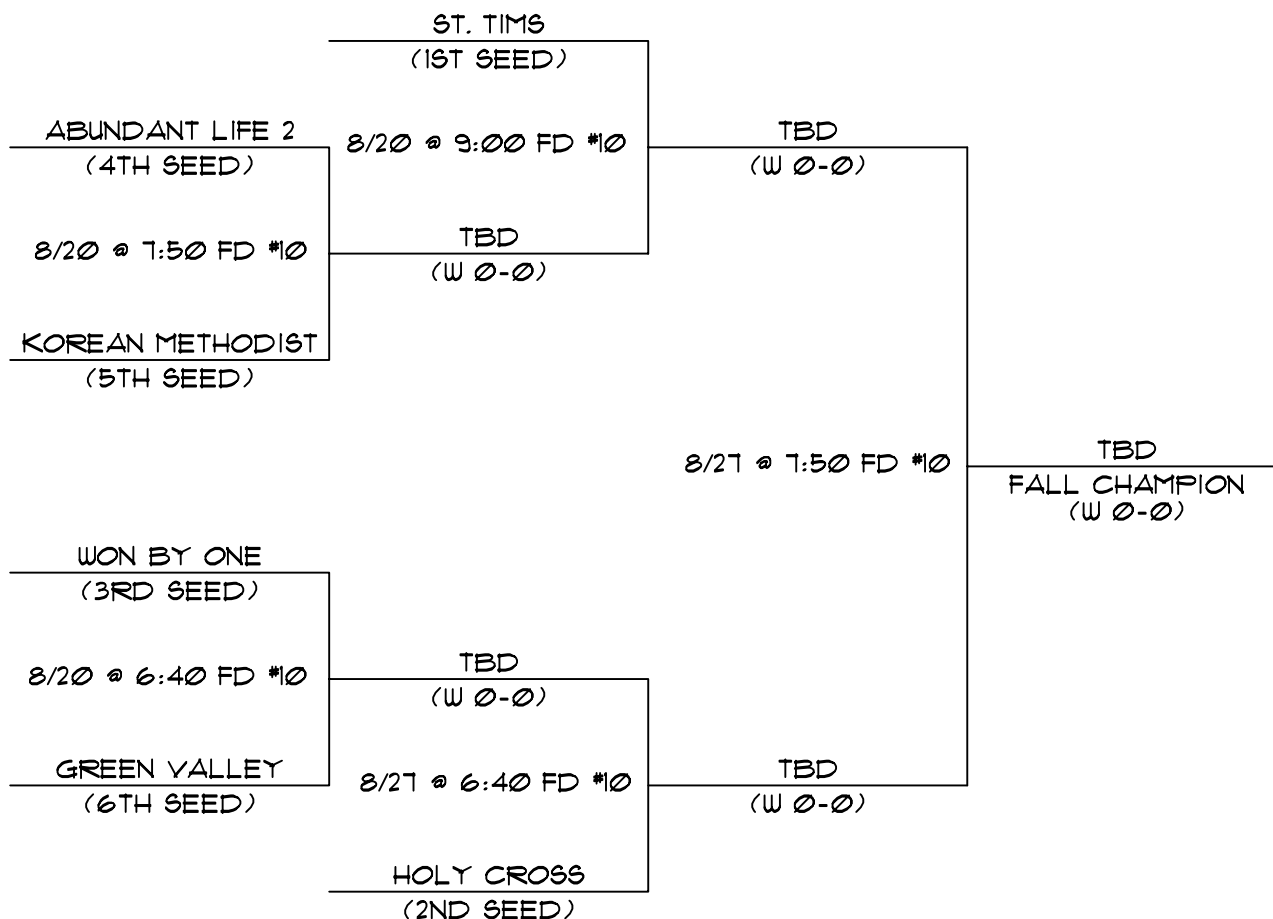 ST. TIMS
(1ST SEED)
ABUNDANT LIFE 2
(4TH SEED)
8/20 @ 9:00 FD #10
TBD
(W 0-0)
8/20 @ 7:50 FD #10
TBD
(W 0-0)
KOREAN METHODIST
(5TH SEED)
8/27 @ 7:50 FD #10
TBD
FALL CHAMPION
(W 0-0)
WON BY ONE
(3RD SEED)
8/20 @ 6:40 FD #10
TBD
(W 0-0)
GREEN VALLEY
(6TH SEED)
8/27 @ 6:40 FD #10
TBD
(W 0-0)
HOLY CROSS
(2ND SEED)